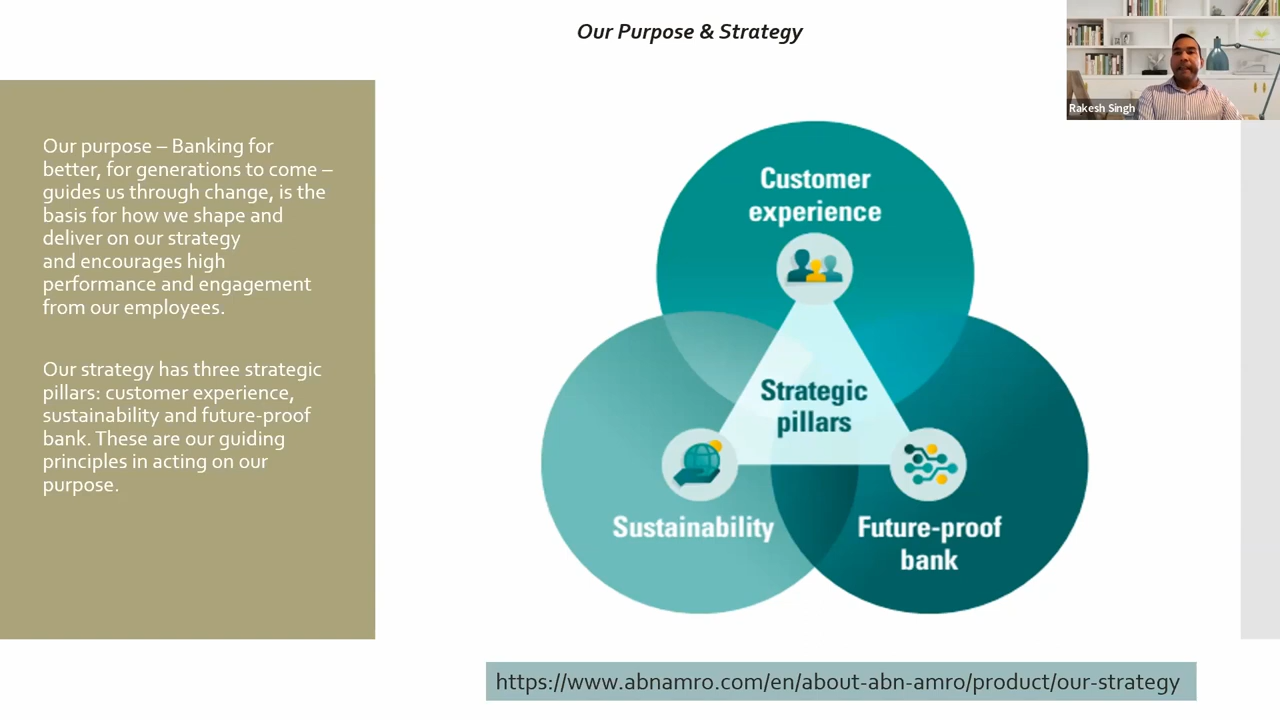 Our Purpose & Strategy
Rakesh Singh
Our purpose – Banking for
better, for generations to come –
guides us through change, is the
basis for how we shape and
deliver on our strategy
and encourages high
performance and engagement
from our employees.
Our strategy has three strategic
pillars: customer experience,
sustainability and future-proof
bank. These are our guiding
principles in acting on our
purpose.
Customer
experience
Strategic
pillars
Sustainability
Future-proof
bank
https://www.abnamro.com/en/about-abn-amro/product/our-strategy